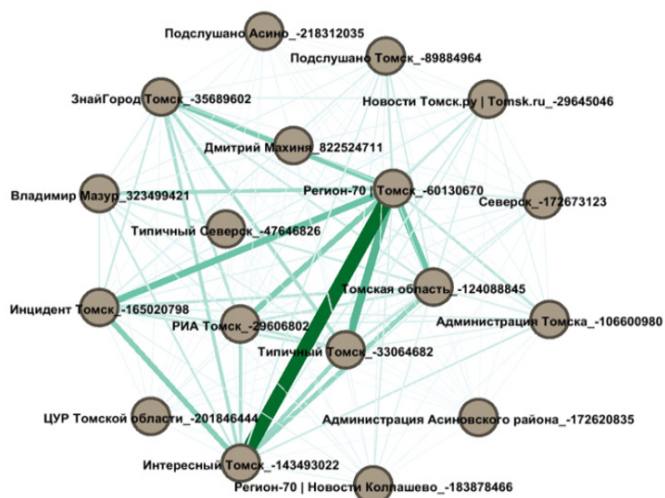 Подслушано Асино_-218312035
Подслушано Томск_-89884964
ЗнайГород Томск_-35689602
Новости Томск.ру | Tomsk.ru_-29645046
Дмитрий Махиня_822524711
Владимир Мазур_323499421
Регион-70 | Томск_-60130670
Северск_-172673123
Типичный Северск_-47646826
Томская область_-124088845
Инцидент Томск_-165020798
РИА Томск_-29606802
Администрация Томска_-106600980
Типичный Томск_-33064682
ЦУР Томской области_-201846444
Администрация Асиновского района_-172620835
Интересный Томск_-143493022
Регион-70 | Новости Колпашево_-183878466